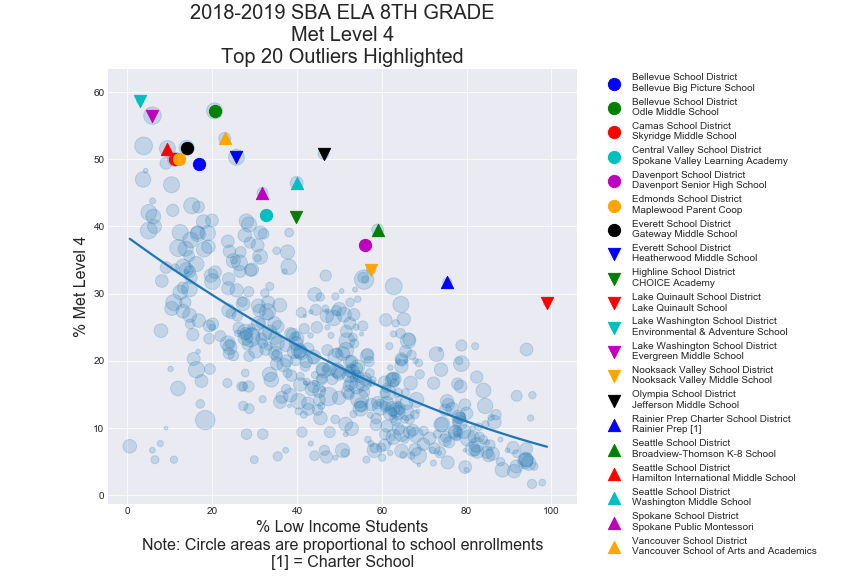 2018-2019 SBA ELA 8TH GRADE
Met Level 4
Top 20 Outliers Highlighted
% Met Level 4
60
50
40
30
20
10
0
0
20
40
60
80
100
% Low Income Students
Note: Circle areas are proportional to school enrollments
[1] = Charter School
Bellevue School District
Bellevue Big Picture School
Bellevue School District
Odle Middle School
Camas School District
Skyridge Middle School
Central Valley School District
Spokane Valley Learning Academy
Davenport School District
Davenport Senior High School
Edmonds School District
Maplewood Parent Coop
Everett School District
Gateway Middle School
Everett School District
Heatherwood Middle School
Highline School District
CHOICE Academy
Lake Quinault School District
Lake Quinault School
Lake Washington School District
Environmental & Adventure School
Lake Washington School District
Evergreen Middle School
Nooksack Valley School District
Nooksack Valley Middle School
Olympia School District
Jefferson Middle School
Rainier Prep Charter School District
Rainier Prep [1]
Seattle School District
Broadview-Thomson K-8 School
Seattle School District
Hamilton International Middle School
Seattle School District
Washington Middle School
Spokane School District
Spokane Public Montessori
Vancouver School District
Vancouver School of Arts and Academics